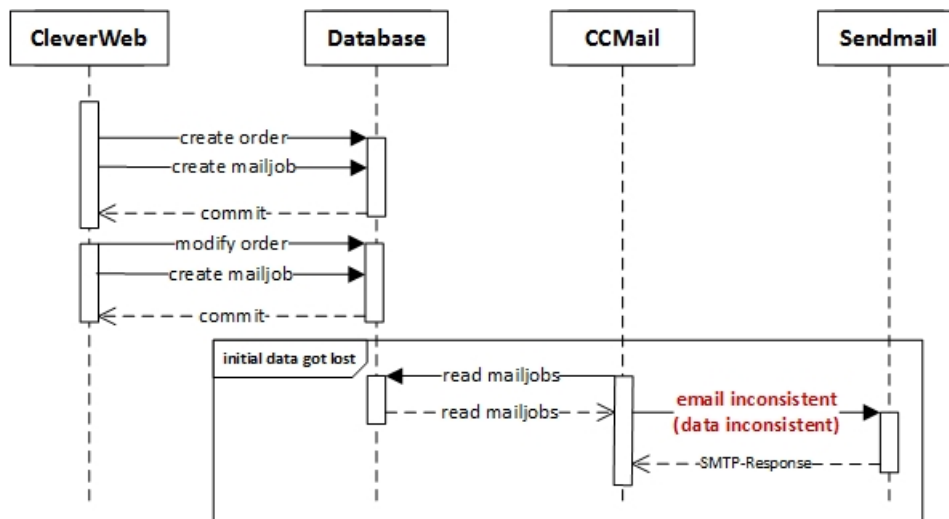 CleverWeb
Database
CCMail
Sendmail
create order
create mailjob
commit
modify order
create mailjob
commit
initial data got lost
read mailjobs
read mailjobs
email inconsistent
(data inconsistent)
SMTP-Response